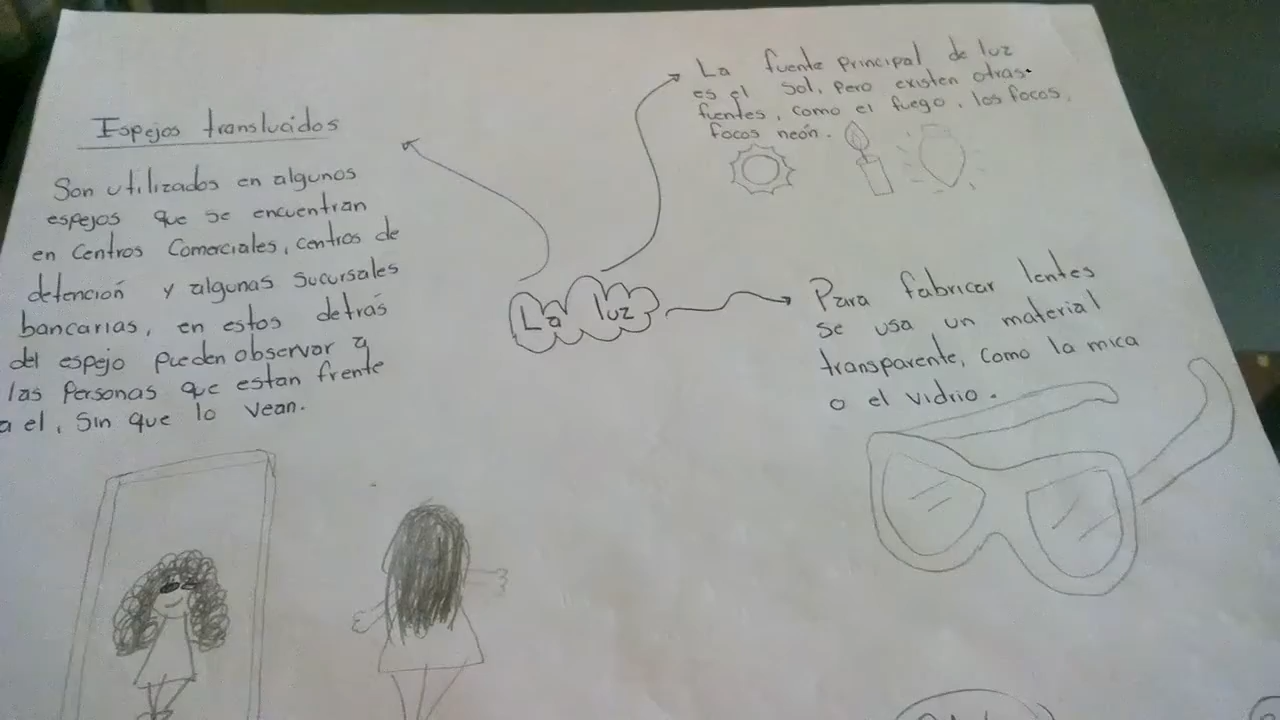 Espejos translucidos
Son utilizados en algunos
espejos que se encuentran
en Centros Comerciales, centros de
detención y algunas sucursales
bancarias, en estos detrás
del espejo pueden observar a
las Personas que estan frente
a el, sin que lo vean.
La luz
La fuente principal de luz
es el Sol, pero existen otras
fuentes, como el fuego, los focos,
focos neón.
Para fabricar lentes
se usa un material
transparente, como la mica
o el vidrio.